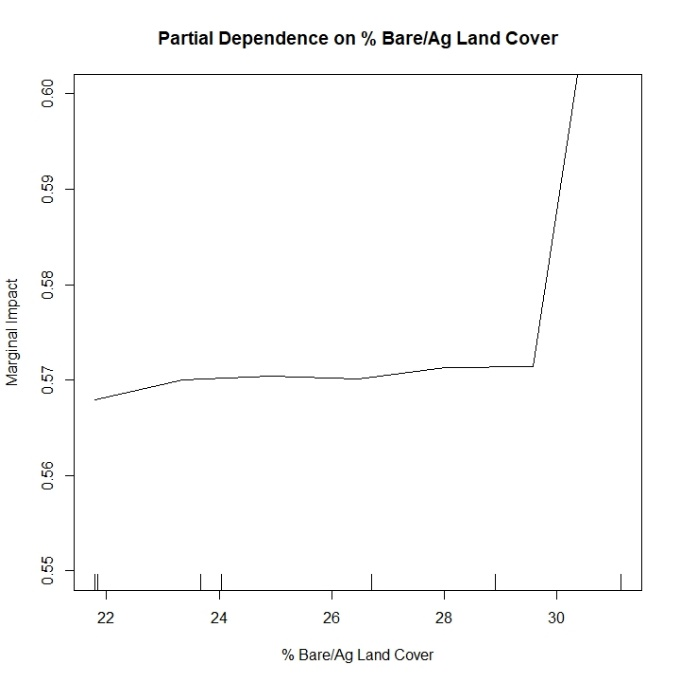 Partial Dependence on % Bare/Ag Land Cover
0.60
0.59
0.58
0.57
0.56
0.55
Marginal Impact
22 24 26 28 30
% Bare/Ag Land Cover